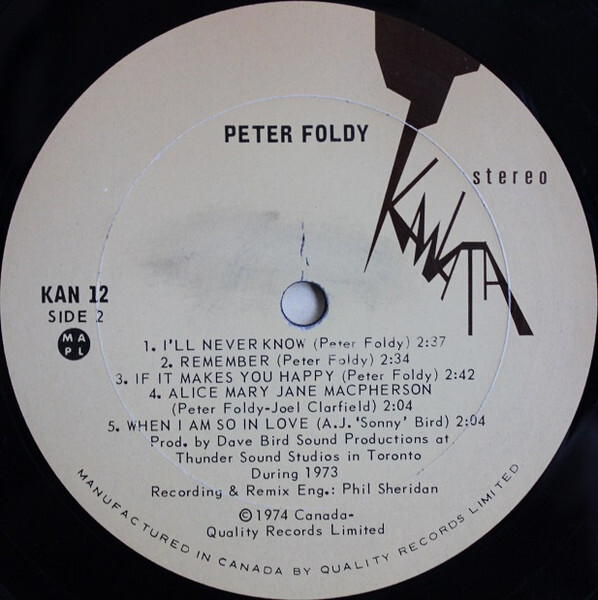 PETER FOLDY
stereo
KANATA
KAN 12
SIDE 2
MA
PL
1. I'LL NEVER KNOW (Peter Foldy) 2:37
2. REMEMBER (Peter Foldy) 2:34
3. IF IT MAKES YOU HAPPY (Peter Foldy) 2:42
4. ALICE MARY JANE MACPHERSON
(Peter Foldy-Joel Clarfield) 2:04
5. WHEN I AM SO IN LOVE (A.J. 'Sonny' Bird) 2:04
Prod. by Dave Bird Sound Productions at
Thunder Sound Studios in Toronto
During 1973
Recording & Remix Eng.: Phil Sheridan
©1974 Canada-
Quality Records Limited
MANUFACTURED IN CANADA BY QUALITY RECORDS LIMITED